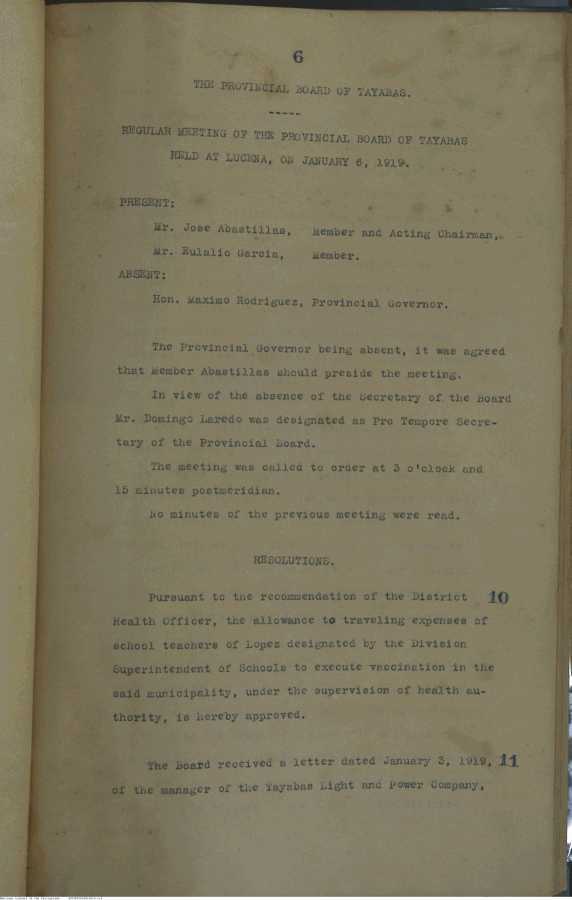 6
THE PROVINCIAL BOARD OF TAYABAS.
-----
REGULAR MEETING OF THE PROVINCIAL BOARD OF TAYABAS
HELD AT LUCENA, ON JANUARY 6, 1919.
PRESENT:
Mr. Jose Abastillas, Member and Acting Chairman,
Mr. Eulalio Garcia, Member.
ABSENT:
Hon. Maximo Rodriguez, Provincial Governor.
The Provincial Governor being absent, it was agreed
that Member Abastillas should preside the meeting.
In view of the absence of the Secretary of the Board
Mr. Domingo Laredo was designated as Pro Tempore Secre-
tary of the Provincial Board.
The meeting was called to order at 3 o'clock and
15 minutes postmeridian.
No minutes of the previous meeting were read.
RESOLUTIONS.
Pursuant to the recommendation of the District 10
Health Officer, the allowance to traveling expenses of
school teachers of Lopez designated by the Division
Superintendent of Schools to execute vaccination in the
said municipality, under the supervision of health au-
thority, is hereby approved.
The Board received a letter dated January 3, 1919, 11
of the manager of the Tayabas Light and Power Company,
National Library of the Philippines